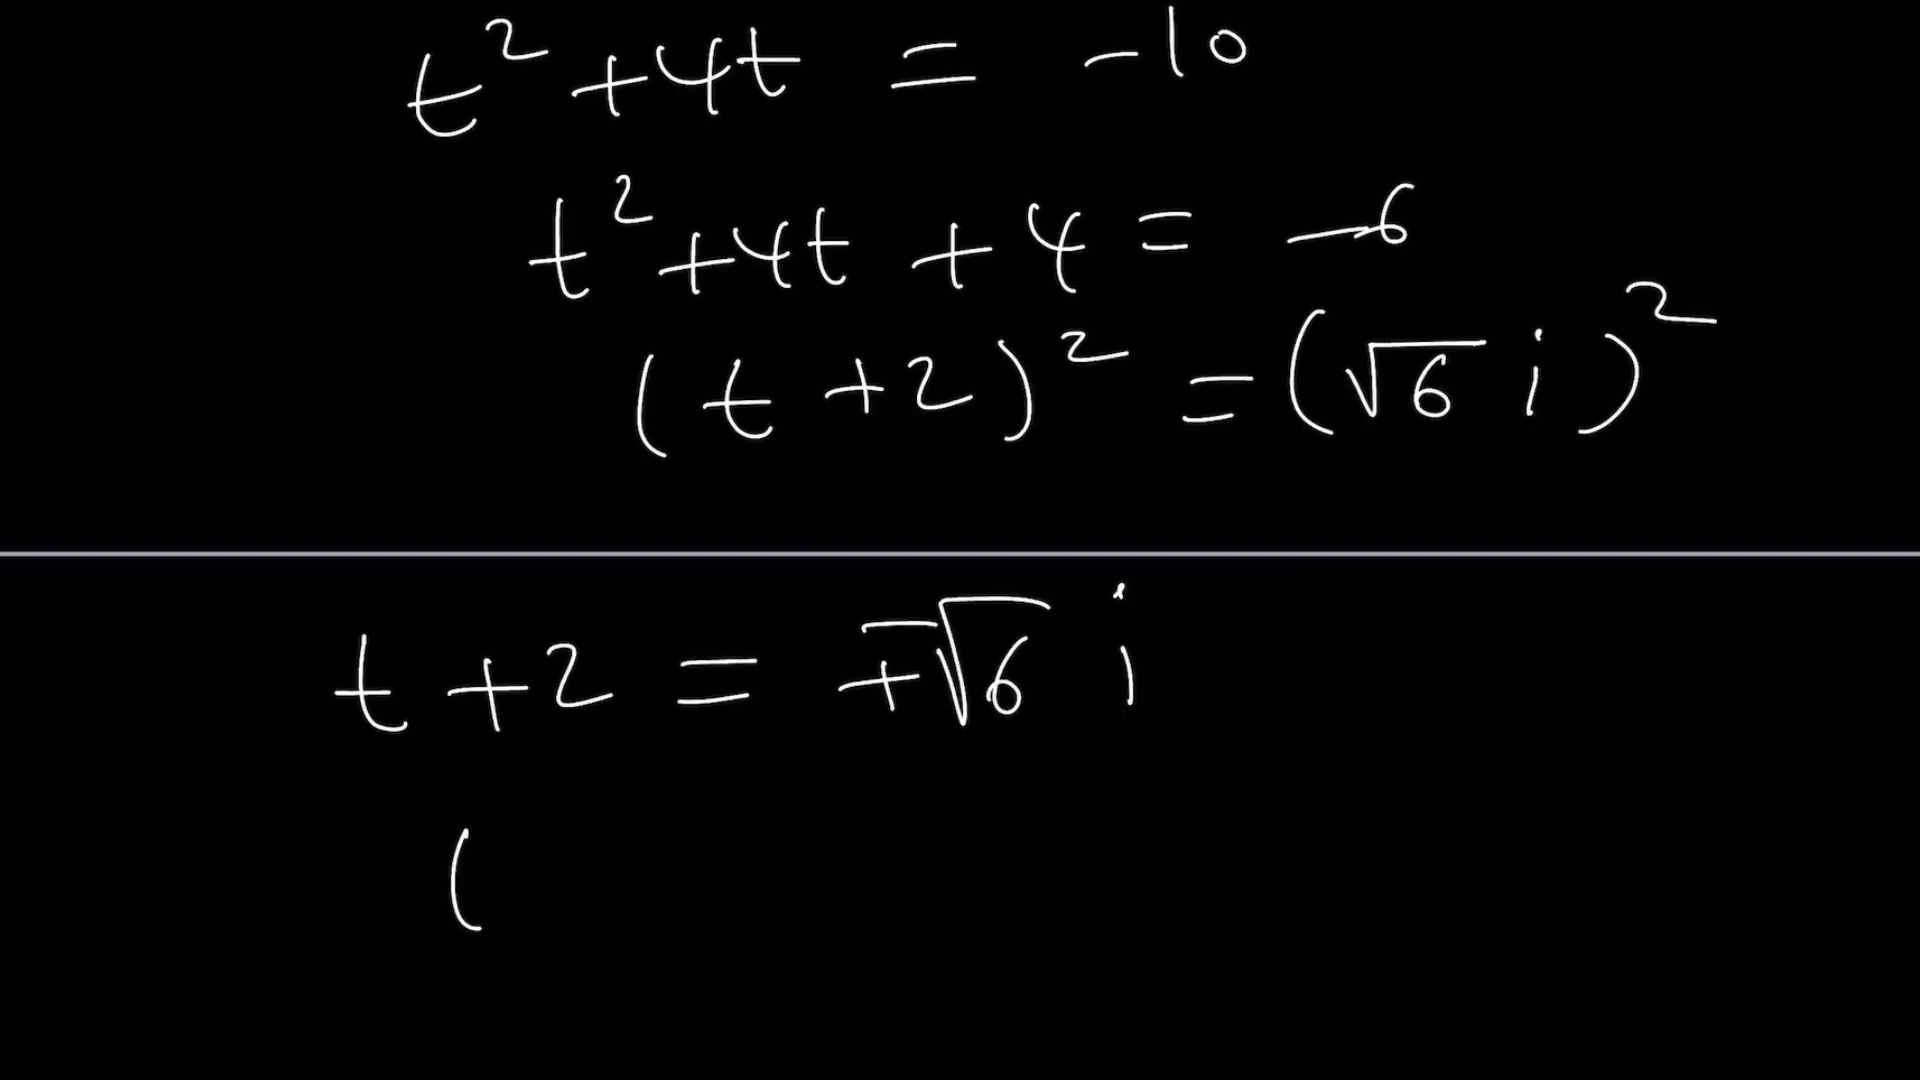 t² + 4t = -10
t² + 4t + 4 = -6
(t + 2)² = (√6 i)²
t + 2 = ∓√6 i
(